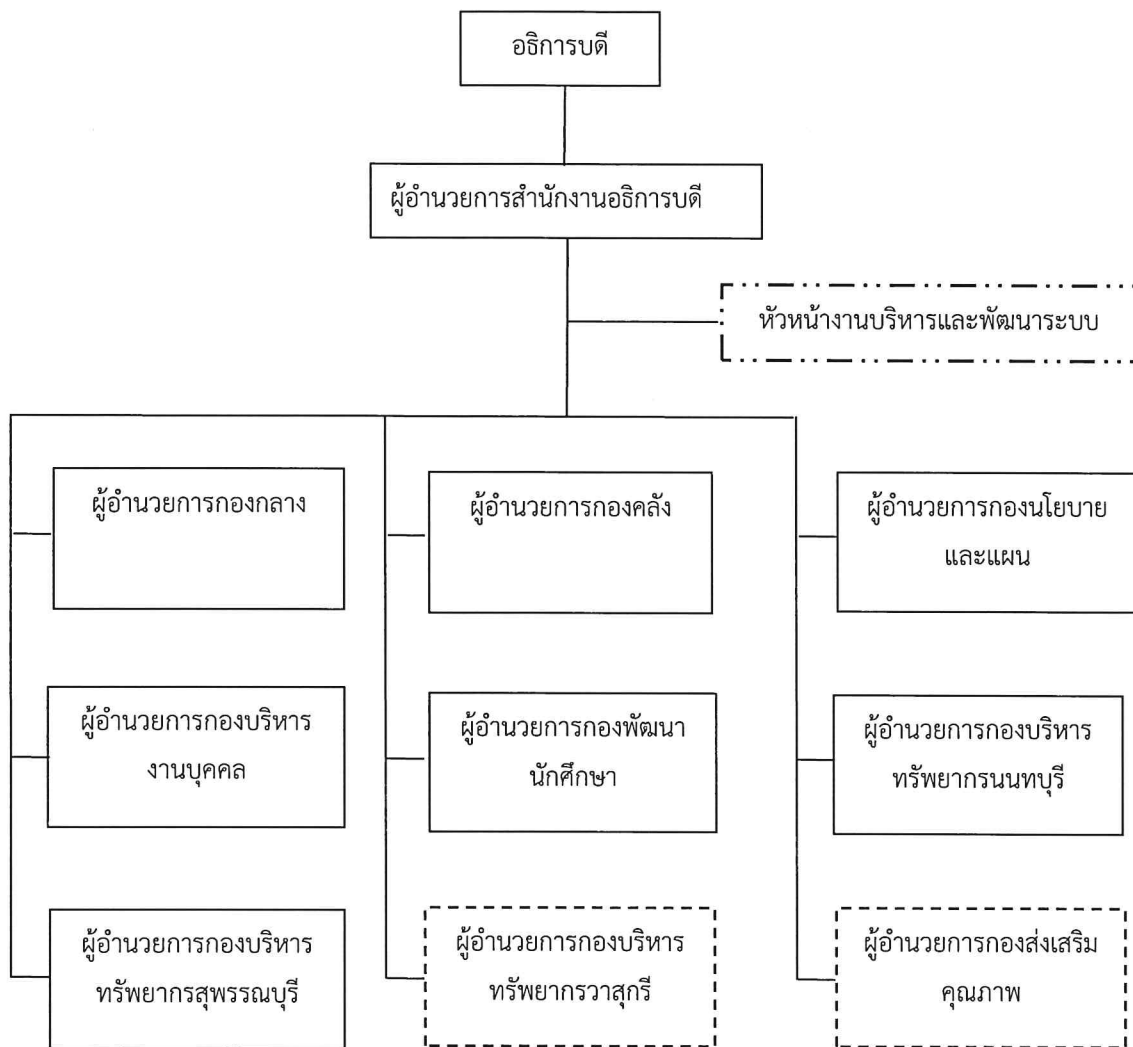 อธิการบดี
ผู้อำนวยการสำนักงานอธิการบดี
หัวหน้างานบริหารและพัฒนาระบบ
ผู้อำนวยการกองกลาง
ผู้อำนวยการกองคลัง
ผู้อำนวยการกองนโยบาย
และแผน
ผู้อำนวยการกองบริหาร
งานบุคคล
ผู้อำนวยการกองพัฒนา
นักศึกษา
ผู้อำนวยการกองบริหาร
ทรัพยากรนนทบุรี
ผู้อำนวยการกองบริหาร
ทรัพยากรสุพรรณบุรี
ผู้อำนวยการกองบริหาร
ทรัพยากรวาสุกรี
ผู้อำนวยการกองส่งเสริม
คุณภาพ